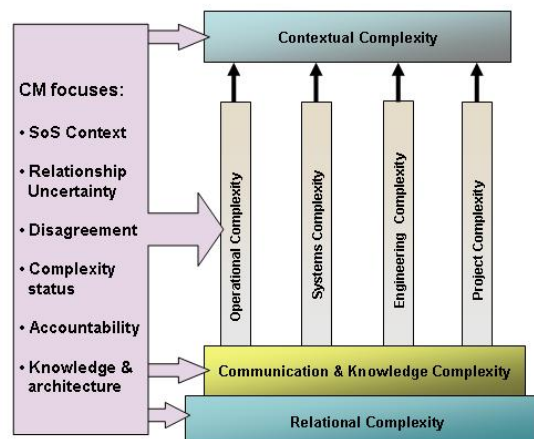 Contextual Complexity
CM focuses:
• SoS Context
• Relationship
Uncertainty
• Disagreement
• Complexity
status
• Accountability
• Knowledge &
architecture
Operational Complexity
Systems Complexity
Engineering Complexity
Project Complexity
Communication & Knowledge Complexity
Relational Complexity